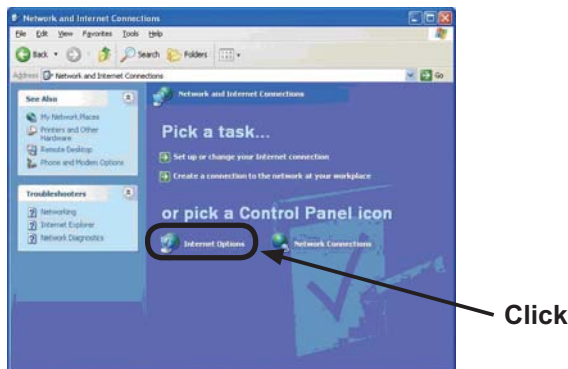 Network and Internet Connections
File Edit View Favorites Tools Help
Back Search Folders
Address Network and Internet Connections Go
See Also
My Network Places
Printers and Other
Hardware
Remote Desktop
Phone and Modem Options
Troubleshooters
Networking
Internet Explorer
Network Diagnostics
Network and Internet Connections
Pick a task...
Set up or change your Internet connection
Create a connection to the network at your workplace
or pick a Control Panel icon
Internet Options
Network Connections
Click